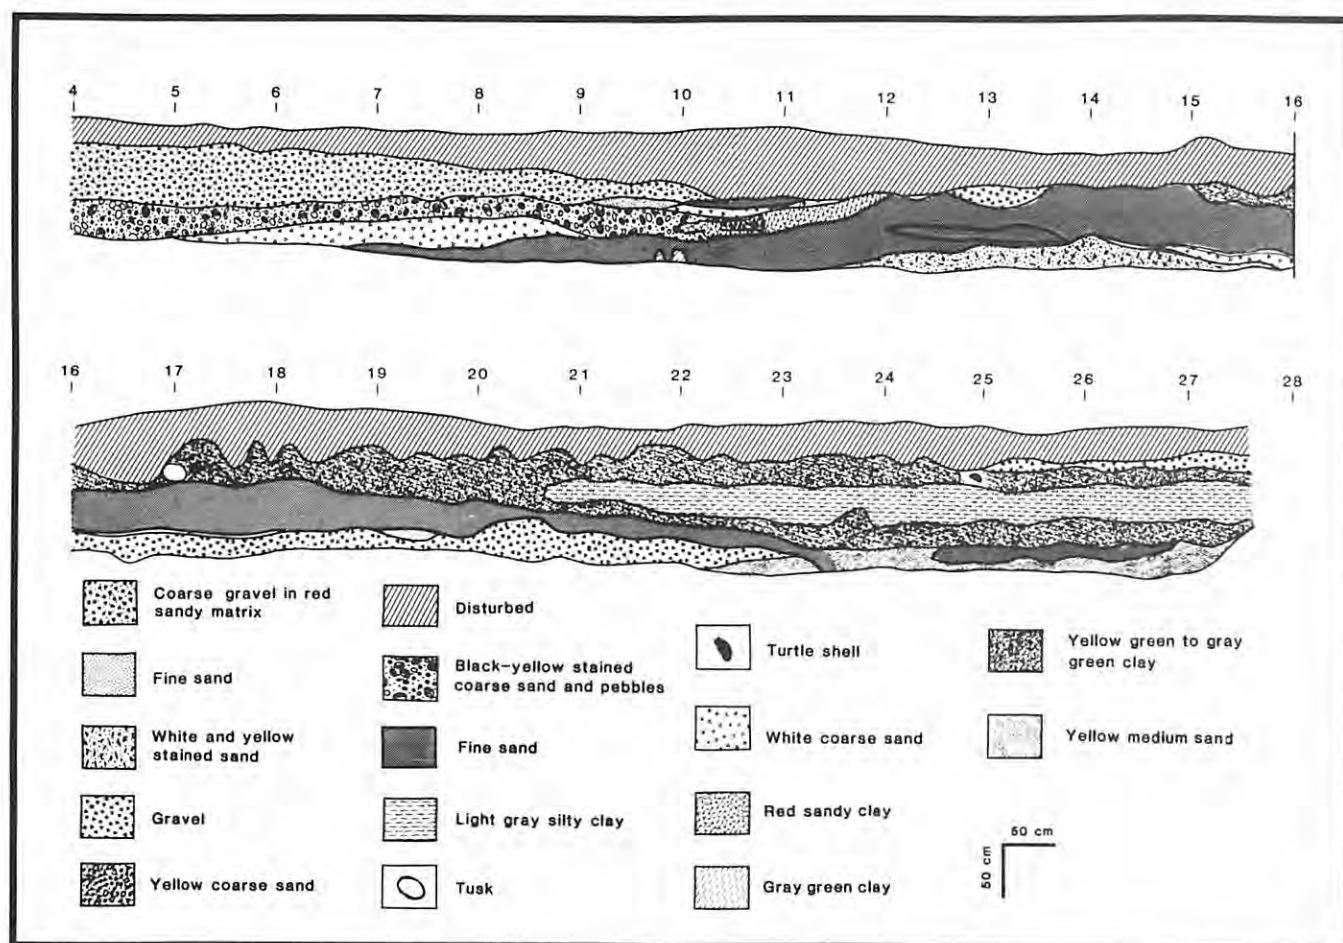 4 5 6 7 8 9 10 11 12 13 14 15 16
16 17 18 19 20 21 22 23 24 25 26 27 28
Coarse gravel in red
sandy matrix
Fine sand
White and yellow
stained sand
Gravel
Yellow coarse sand
Disturbed
Black-yellow stained
coarse sand and pebbles
Fine sand
Light gray silty clay
Tusk
Turtle shell
White coarse sand
Red sandy clay
Gray green clay
Yellow green to gray
green clay
Yellow medium sand
50 cm
50 cm